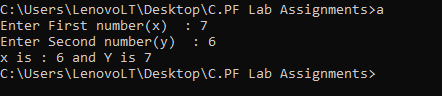 C:\Users\LenovoLT\Desktop\C.PF Lab Assignments>a
Enter First number(x)  : 7
Enter Second number(y)  : 6
x is : 6 and Y is 7
C:\Users\LenovoLT\Desktop\C.PF Lab Assignments>